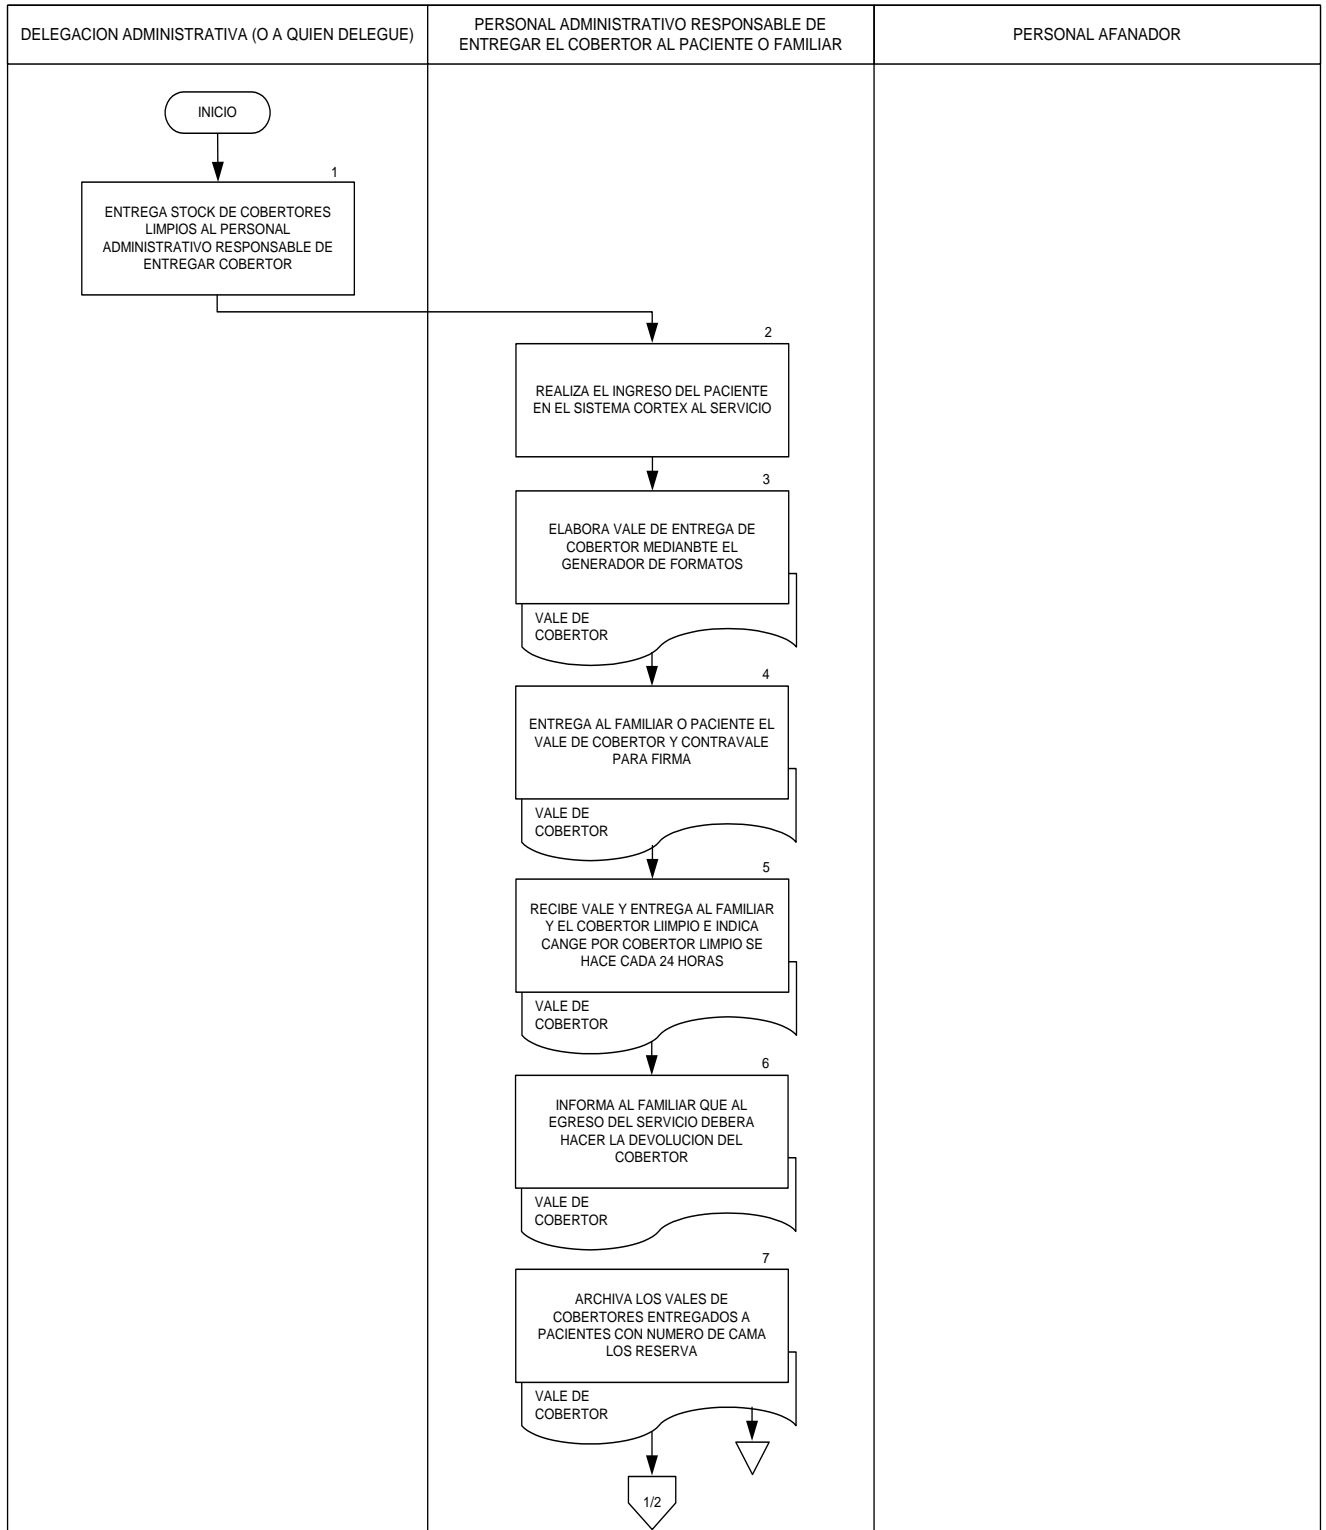 DELEGACION ADMINISTRATIVA (O A QUIEN DELEGUE)
PERSONAL ADMINISTRATIVO RESPONSABLE DE
ENTREGAR EL COBERTOR AL PACIENTE O FAMILIAR
PERSONAL AFANADOR
INICIO
1
ENTREGA STOCK DE COBERTORES
LIMPIOS AL PERSONAL
ADMINISTRATIVO RESPONSABLE DE
ENTREGAR COBERTOR
2
REALIZA EL INGRESO DEL PACIENTE
EN EL SISTEMA CORTEX AL SERVICIO
3
ELABORA VALE DE ENTREGA DE
COBERTOR MEDIANBTE EL
GENERADOR DE FORMATOS
VALE DE
COBERTOR
4
ENTREGA AL FAMILIAR O PACIENTE EL
VALE DE COBERTOR Y CONTRAVALE
PARA FIRMA
VALE DE
COBERTOR
5
RECIBE VALE Y ENTREGA AL FAMILIAR
Y EL COBERTOR LIIMPIO E INDICA
CANGE POR COBERTOR LIMPIO SE
HACE CADA 24 HORAS
VALE DE
COBERTOR
6
INFORMA AL FAMILIAR QUE AL
EGRESO DEL SERVICIO DEBERA
HACER LA DEVOLUCION DEL
COBERTOR
VALE DE
COBERTOR
7
ARCHIVA LOS VALES DE
COBERTORES ENTREGADOS A
PACIENTES CON NUMERO DE CAMA
LOS RESERVA
VALE DE
COBERTOR
1/2